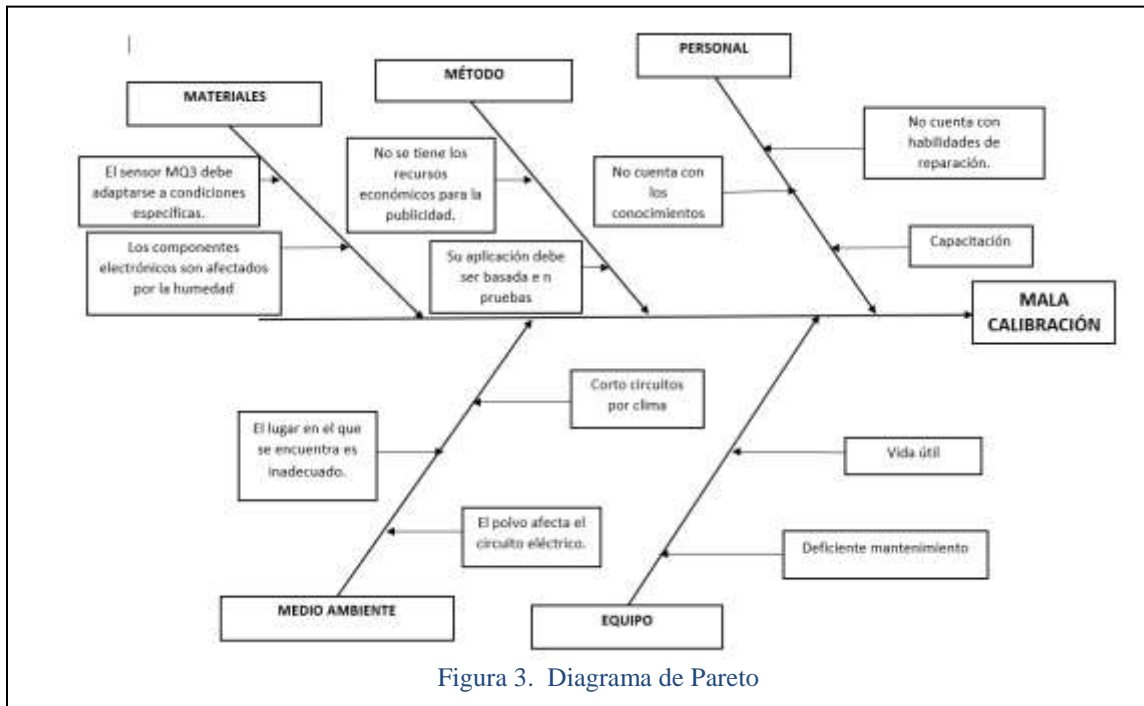 PERSONAL
MÉTODO
MATERIALES
No cuenta con
habilidades de
reparación.
No se tiene los
recursos
económicos para la
publicidad.
El sensor MQ3 debe
adaptarse a condiciones
específicas.
No cuenta con
los
conocimientos
Capacitación
Los componentes
electrónicos son afectados
por la humedad
Su aplicación debe
ser basada e n
pruebas
MALA
CALIBRACIÓN
Corto circuitos
por clima
El lugar en el que
se encuentra es
inadecuado.
Vida útil
El polvo afecta el
circuito eléctrico.
Deficiente mantenimiento
MEDIO AMBIENTE
EQUIPO
Figura 3. Diagrama de Pareto